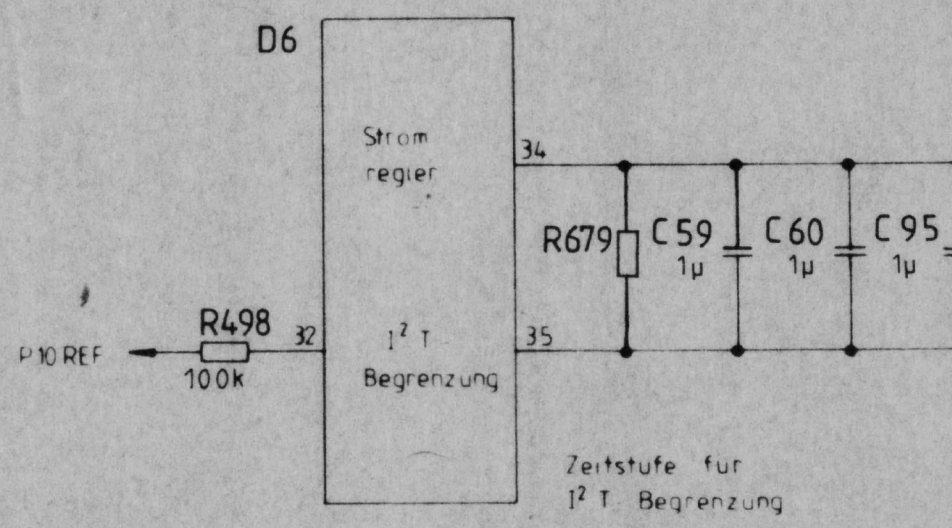 D6
Strom
regler
34
R679
C59
1µ
C60
1µ
C95
1µ
R498
100k
32
P10 REF
I² T
Begrenzung
35
Zeitstufe fur
I² T Begrenzung